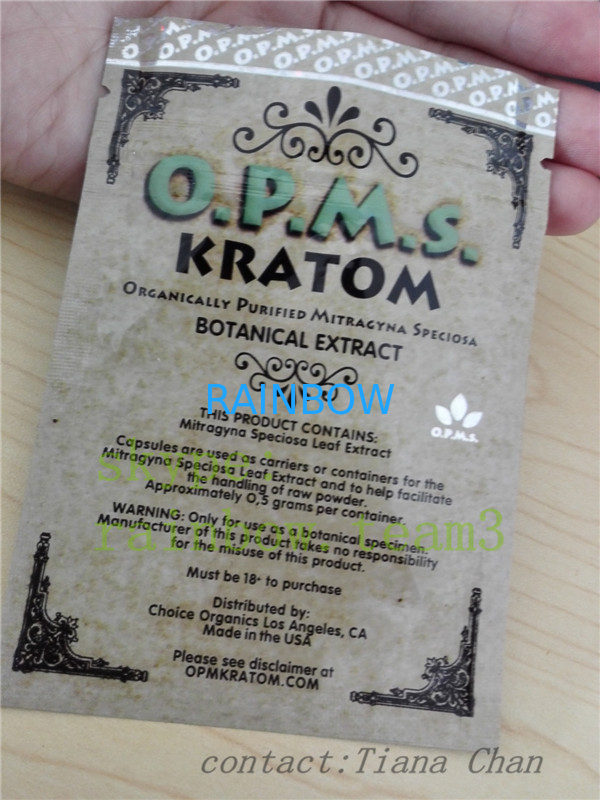 O.P.M.S. O.P.M.S. O.P.M.S.
O.P.M.S.
KRATOM
ORGANICALLY PURIFIED MITRAGYNA SPECIOSA
BOTANICAL EXTRACT
RAINBOW
O.P.M.S.
THIS PRODUCT CONTAINS:
Mitragyna Speciosa Leaf Extract
Capsules are used as carriers or containers for the
Mitragyna Speciosa Leaf Extract and to help facilitate
the handling of raw powder.
Approximately 0,5 grams per container.
WARNING: Only for use as a botanical specimen.
Manufacturer of this product takes no responsibility
for the misuse of this product.
Must be 18+ to purchase
Distributed by:
Choice Organics Los Angeles, CA
Made in the USA
Please see disclaimer at
OPMKRATOM.COM
contact:Tiana Chan